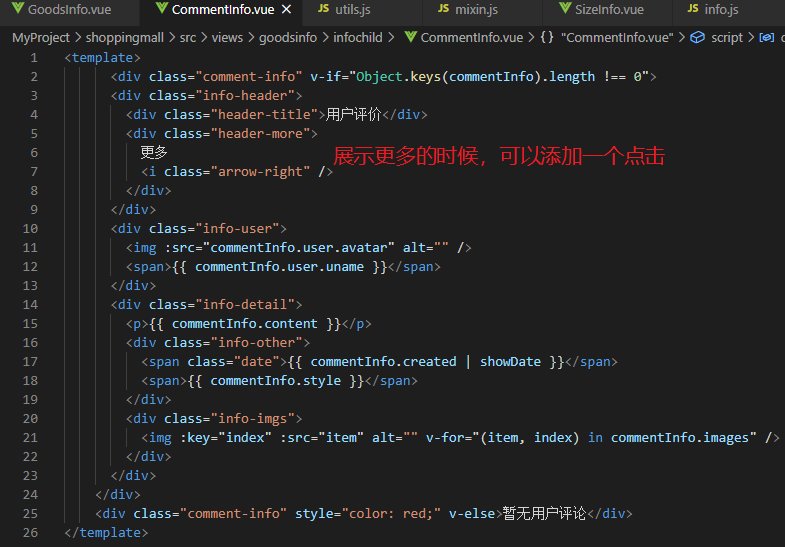 GoodsInfo.vue CommentInfo.vue × JS utils.js JS mixin.js SizeInfo.vue JS info.js
MyProject > shoppingmall > src > views > goodsinfo > infochild > CommentInfo.vue > {} "CommentInfo.vue" > script >
1 <template>
2 <div class="comment-info" v-if="Object.keys(commentInfo).length !== 0">
3 <div class="info-header">
4 <div class="header-title">用户评价</div>
5 <div class="header-more">
6 更多
展示更多的时候，可以添加一个点击
7 <i class="arrow-right" />
8 </div>
9 </div>
10 <div class="info-user">
11 <img :src="commentInfo.user.avatar" alt="" />
12 <span>{{ commentInfo.user.uname }}</span>
13 </div>
14 <div class="info-detail">
15 <p>{{ commentInfo.content }}</p>
16 <div class="info-other">
17 <span class="date">{{ commentInfo.created | showDate }}</span>
18 <span>{{ commentInfo.style }}</span>
19 </div>
20 <div class="info-imgs">
21 <img :key="index" :src="item" alt="" v-for="(item, index) in commentInfo.images" />
22 </div>
23 </div>
24 </div>
25 <div class="comment-info" style="color: red;" v-else>暂无用户评论</div>
26 </template>